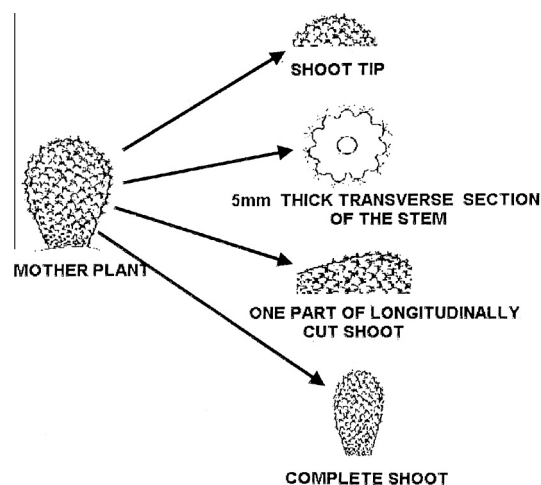 SHOOT TIP
5mm THICK TRANSVERSE SECTION
OF THE STEM
MOTHER PLANT
ONE PART OF LONGITUDINALLY
CUT SHOOT
COMPLETE SHOOT